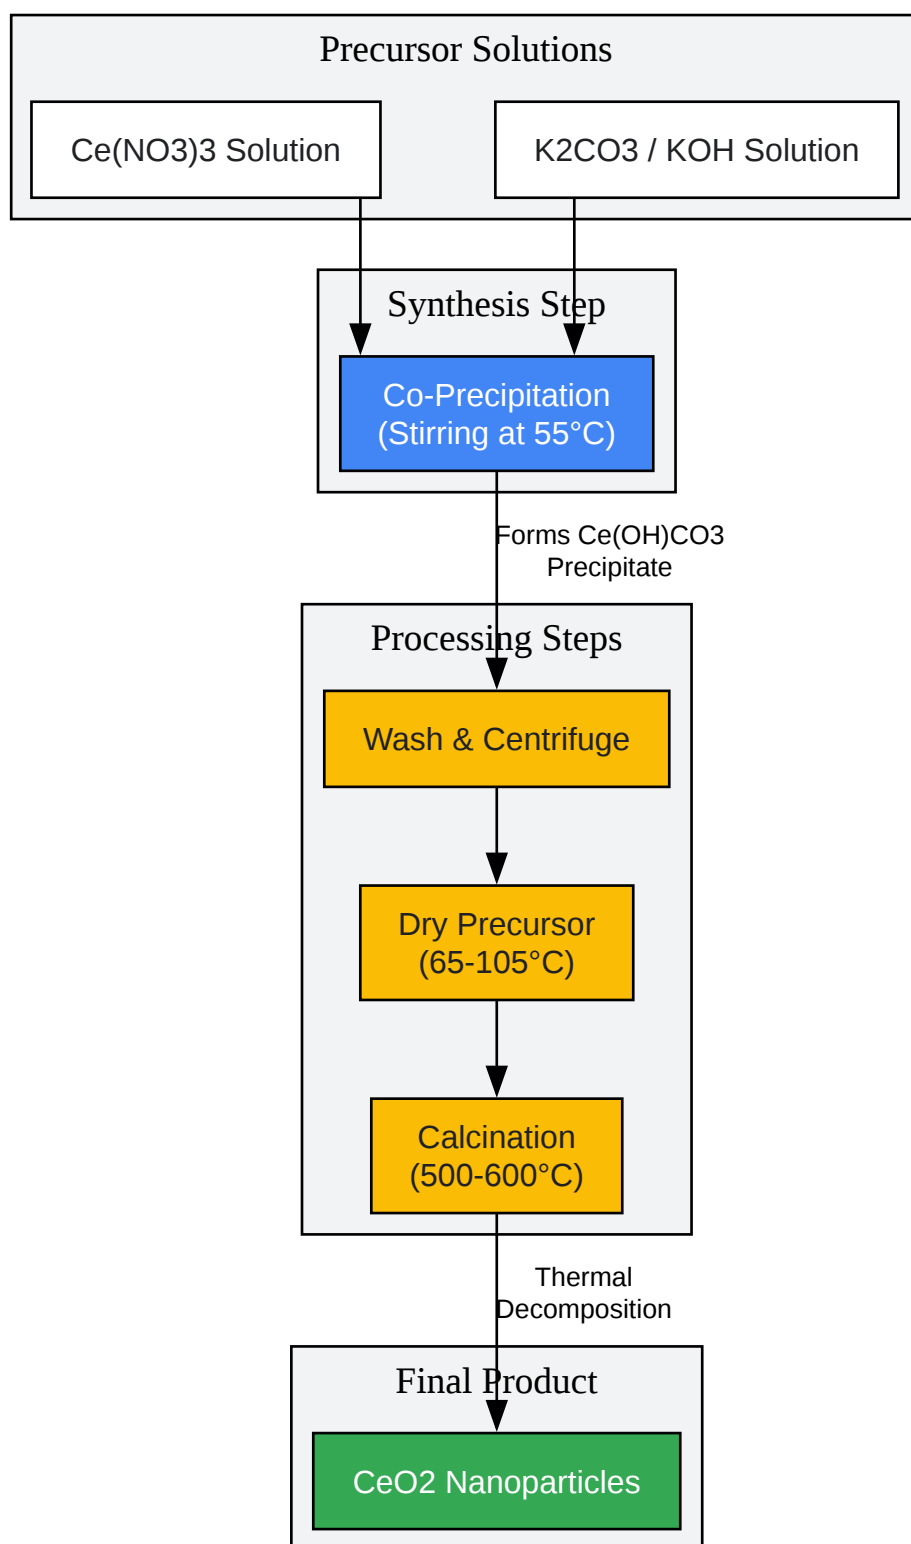 Precursor Solutions
Ce(NO3)3 Solution
K2CO3 / KOH Solution
Synthesis Step
Co-Precipitation
(Stirring at 55°C)
Forms Ce(OH)CO3
Precipitate
Processing Steps
Wash & Centrifuge
Dry Precursor
(65-105°C)
Calcination
(500-600°C)
Thermal
Decomposition
Final Product
CeO2 Nanoparticles